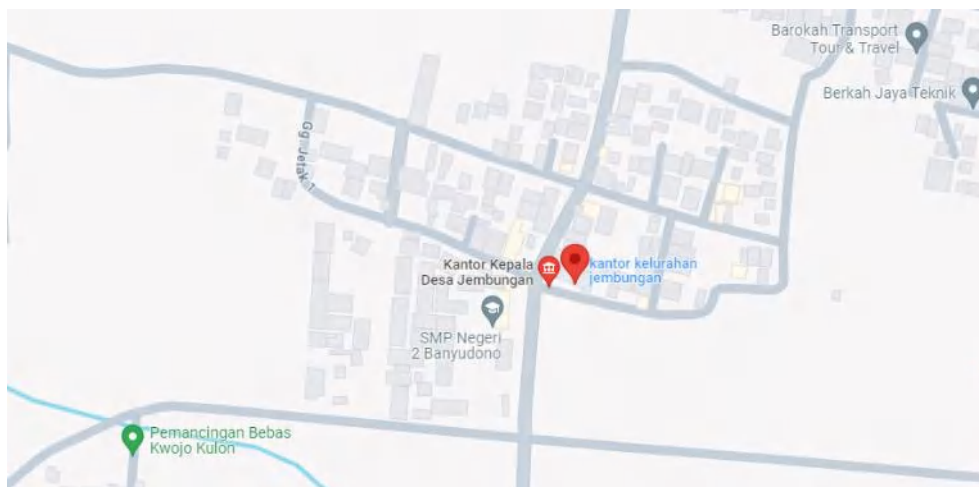 Barokah Transport
Tour & Travel
Berkah Jaya Teknik
Gg. Jetak 1
Kantor Kepala
Desa Jembungan
kantor kelurahan
jembungan
SMP Negeri
2 Banyudono
Pemancingan Bebas
Kwojo Kulon